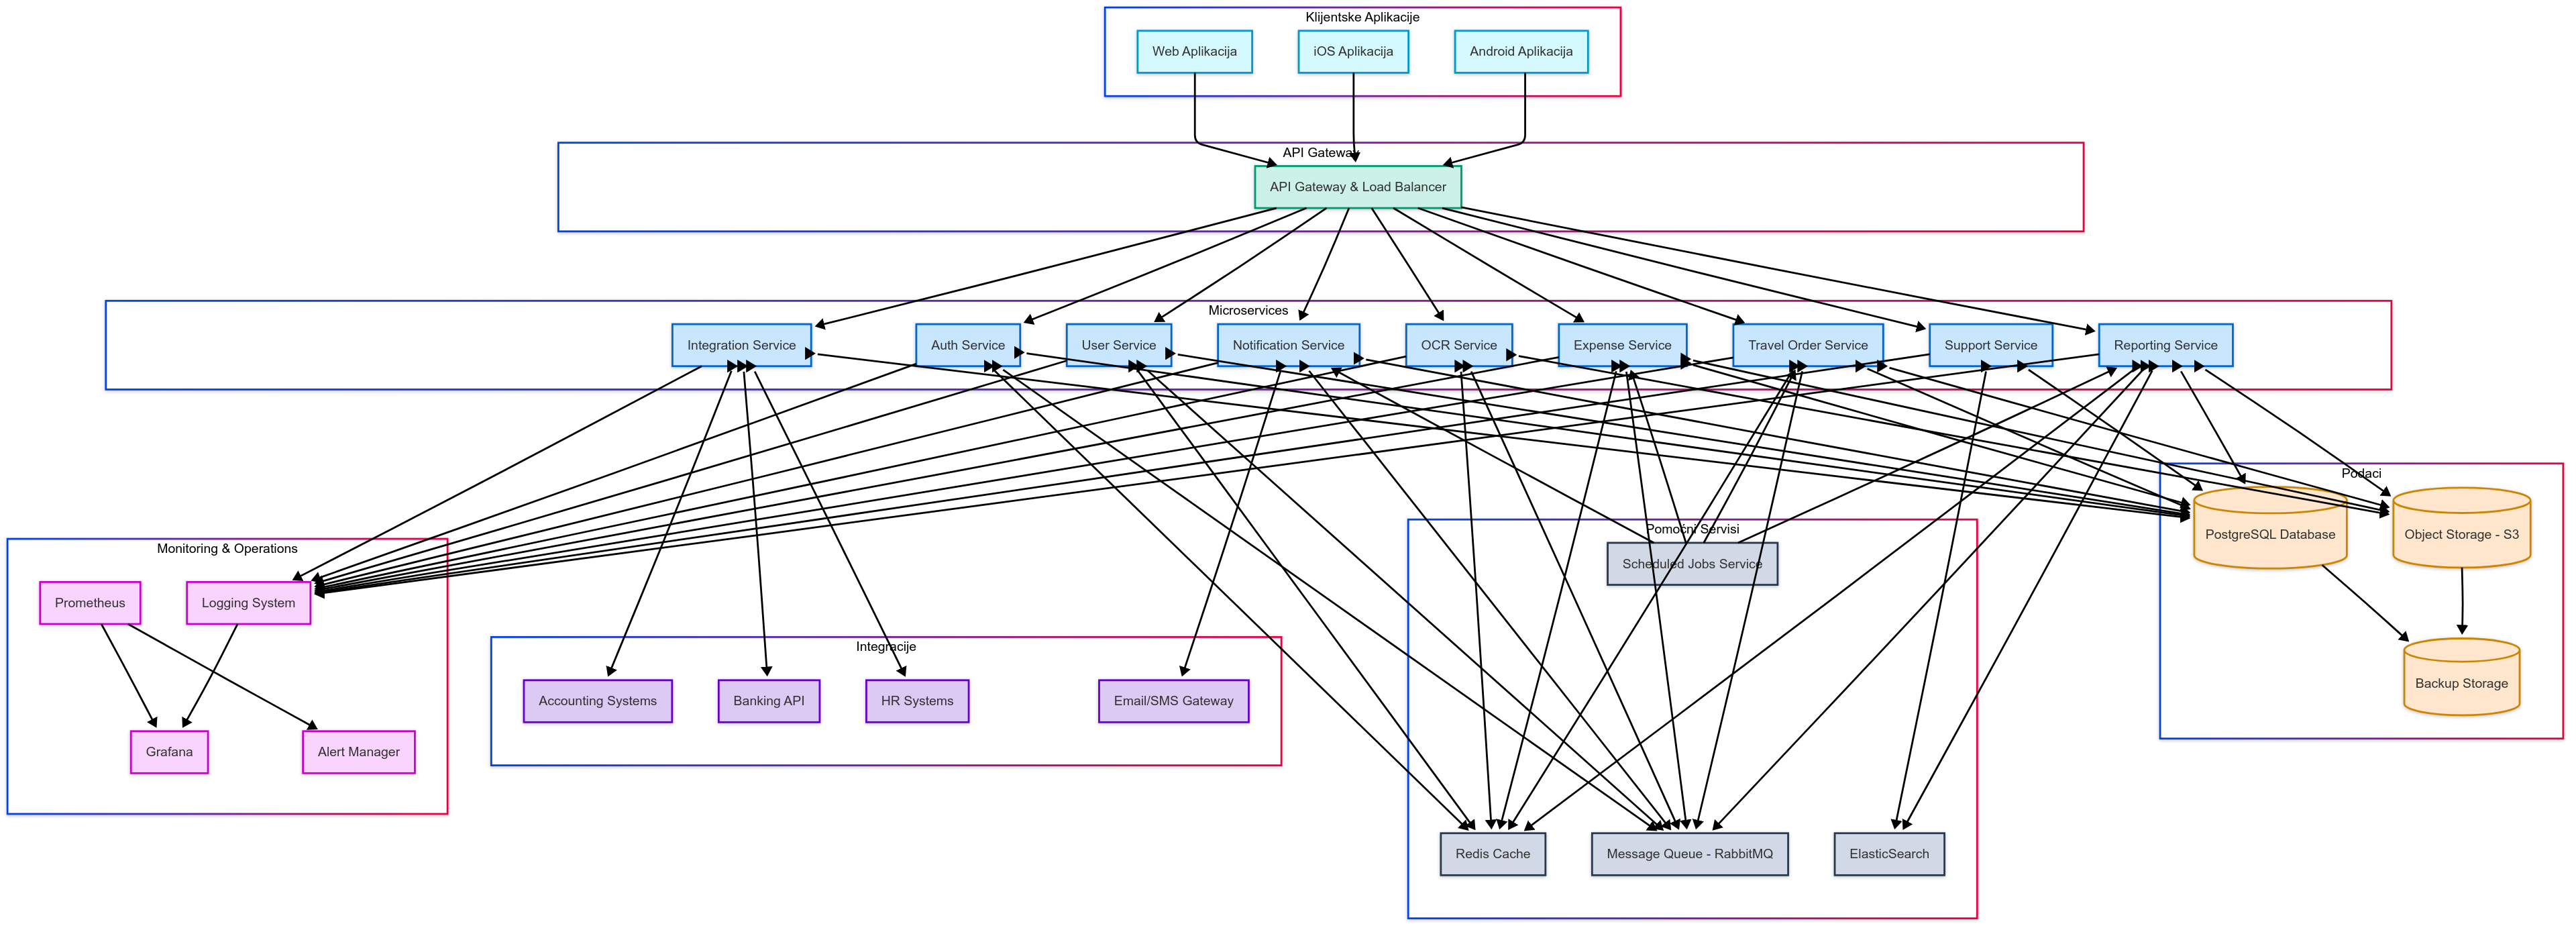 Klijentske Aplikacije
Web Aplikacija
iOS Aplikacija
Android Aplikacija
API Gateway
API Gateway & Load Balancer
Microservices
Integration Service
Auth Service
User Service
Notification Service
OCR Service
Expense Service
Travel Order Service
Support Service
Reporting Service
Monitoring & Operations
Prometheus
Logging System
Grafana
Alert Manager
Integracije
Accounting Systems
Banking API
HR Systems
Email/SMS Gateway
Pomoćni Servisi
Scheduled Jobs Service
Redis Cache
Message Queue - RabbitMQ
ElasticSearch
Podaci
PostgreSQL Database
Object Storage - S3
Backup Storage